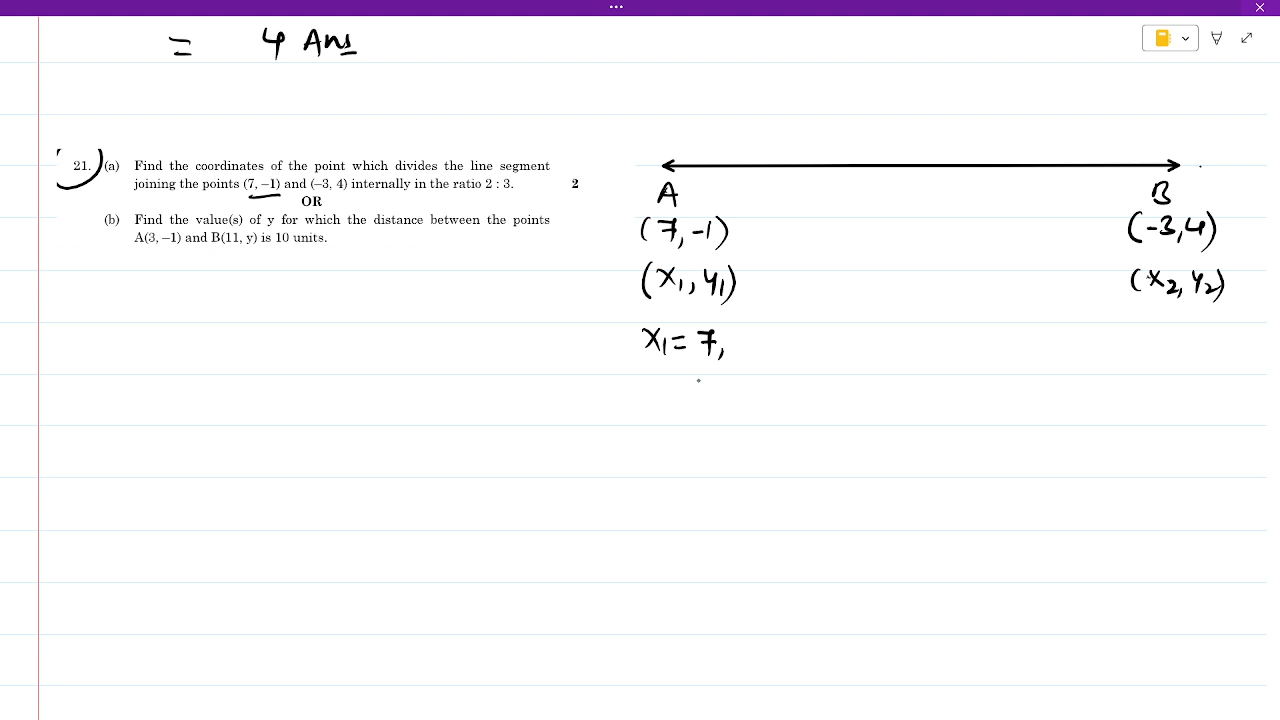 = 4 Ans
21. (a) Find the coordinates of the point which divides the line segment
joining the points (7, –1) and (–3, 4) internally in the ratio 2 : 3. 2
OR
(b) Find the value(s) of y for which the distance between the points
A(3, –1) and B(11, y) is 10 units.
A B
(7, -1) (-3, 4)
(x₁, y₁) (x₂, y₂)
x₁ = 7,